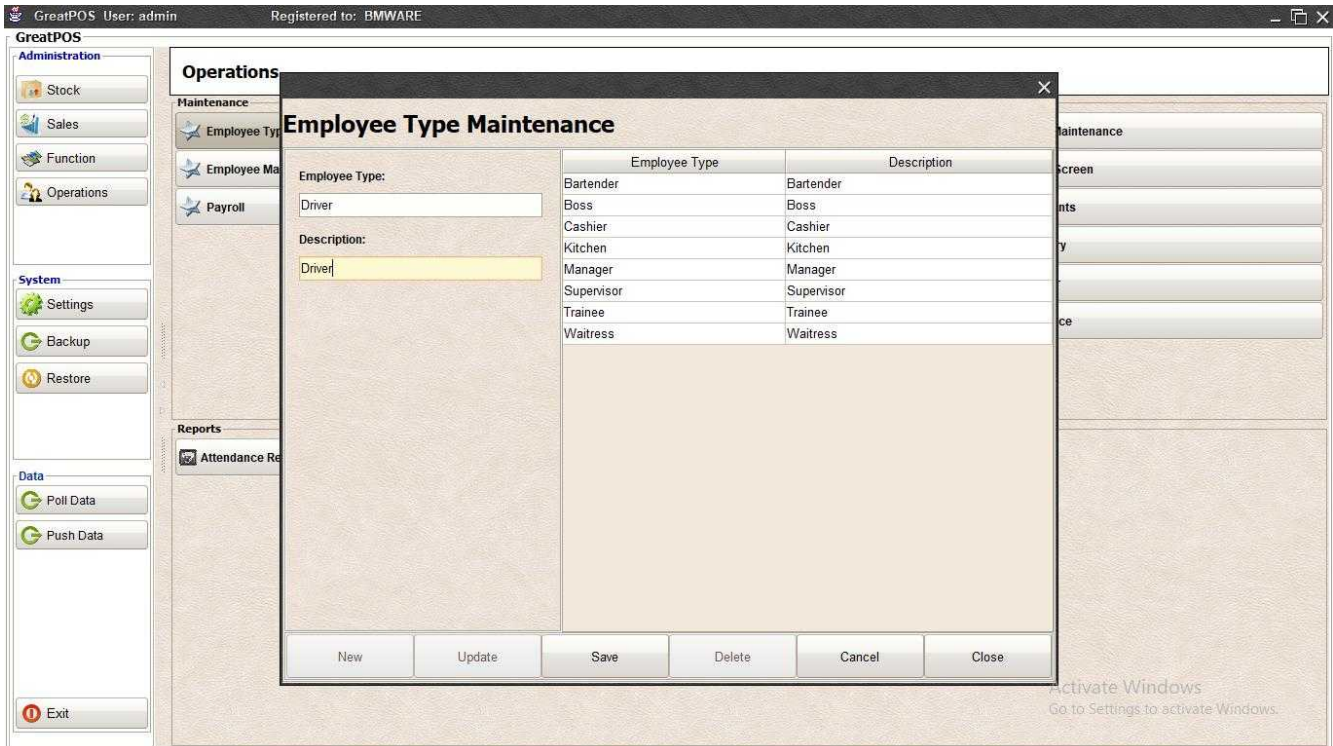 GreatPOS User: admin Registered to: BMWARE
GreatPOS
Administration
Stock
Sales
Function
Operations
System
Settings
Backup
Restore
Data
Poll Data
Push Data
Exit
Operations
Maintenance
Employee Typ
Employee Ma
Payroll
Reports
Attendance Re
Employee Type Maintenance
Employee Type:
Driver
Description:
Driver
Employee Type Description
Bartender Bartender
Boss Boss
Cashier Cashier
Kitchen Kitchen
Manager Manager
Supervisor Supervisor
Trainee Trainee
Waitress Waitress
New Update Save Delete Cancel Close
Maintenance
Screen
nts
y
ce
Activate Windows
Go to Settings to activate Windows.